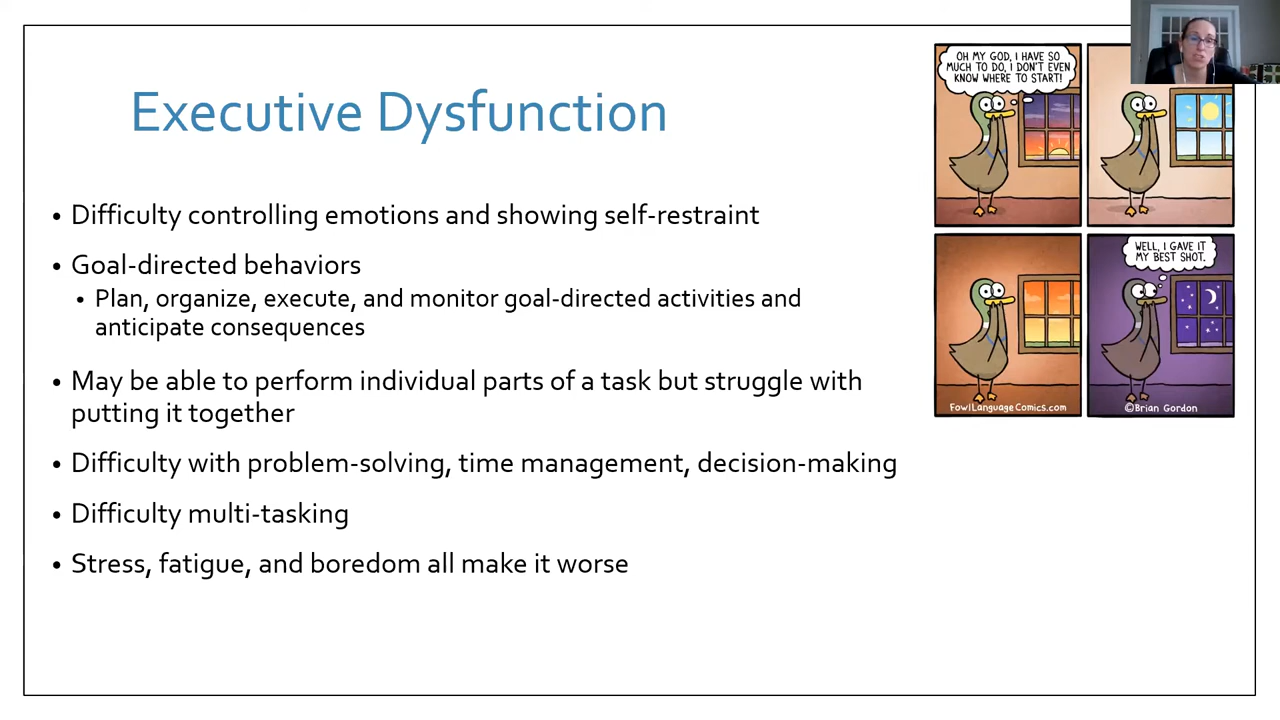 Executive Dysfunction
• Difficulty controlling emotions and showing self-restraint
• Goal-directed behaviors
• Plan, organize, execute, and monitor goal-directed activities and
anticipate consequences
• May be able to perform individual parts of a task but struggle with
putting it together
• Difficulty with problem-solving, time management, decision-making
• Difficulty multi-tasking
• Stress, fatigue, and boredom all make it worse
OH MY GOD, I HAVE SO
MUCH TO DO, I DON'T EVEN
KNOW WHERE TO START!
WELL, I GAVE IT
MY BEST SHOT.
FowlLanguageComics.com
©Brian Gordon